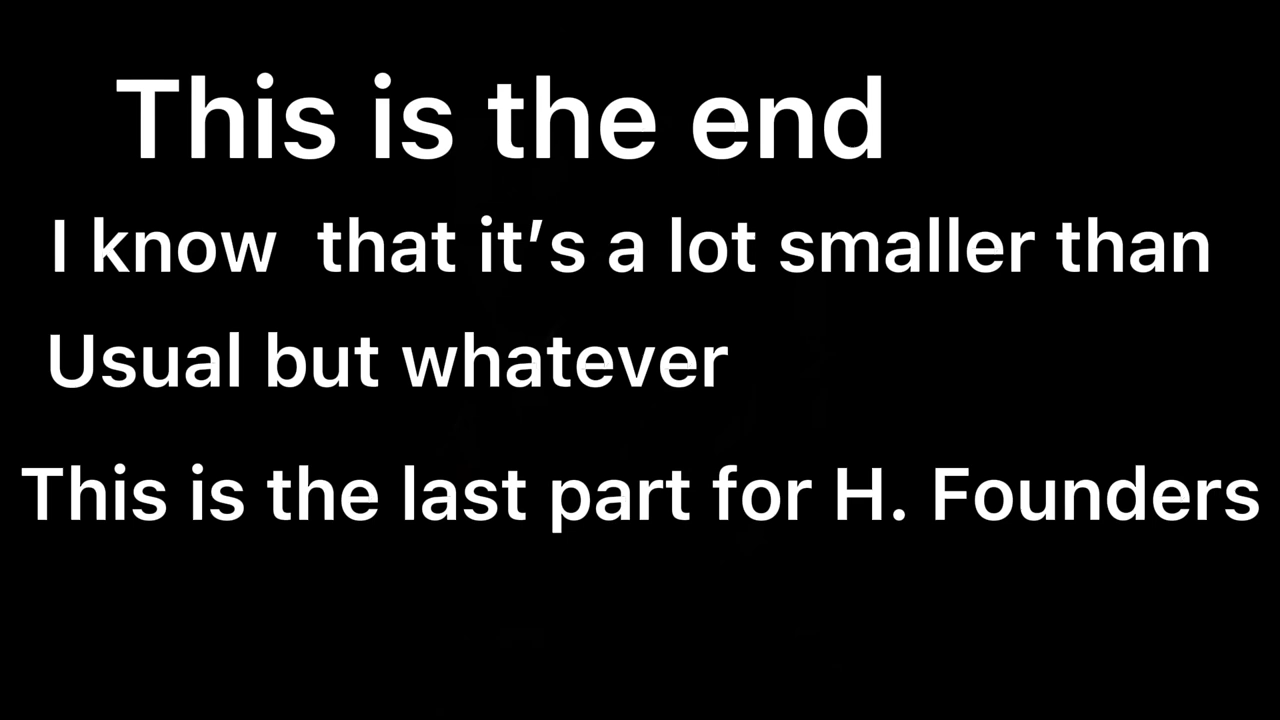 This is the end
I know  that it’s a lot smaller than
Usual but whatever
This is the last part for H. Founders